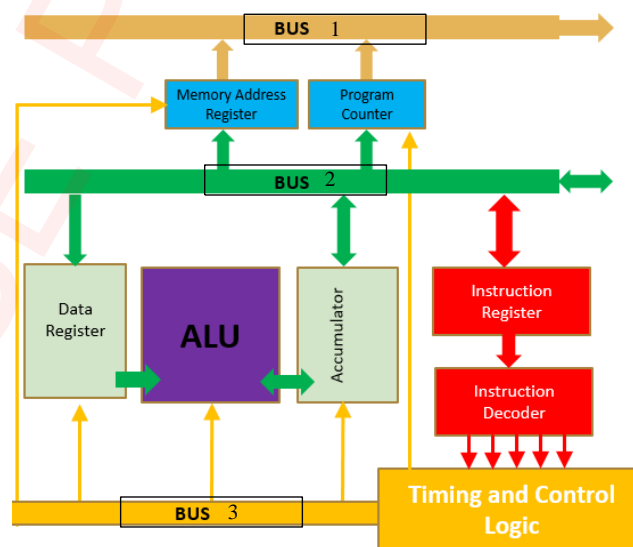 BUS 1
Memory Address
Register
Program
Counter
BUS 2
Data
Register
ALU
Accumulator
Instruction
Register
Instruction
Decoder
BUS 3
Timing and Control
Logic